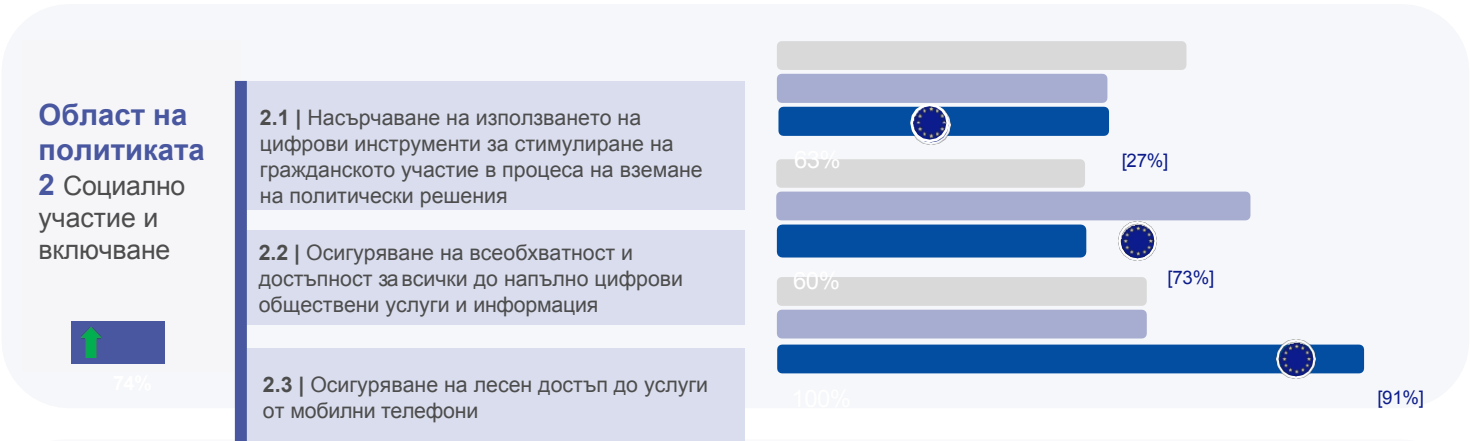 Област на
политиката
2 Социално
участие и
включване
74%
2.1 | Насърчаване на използването на
цифрови инструменти за стимулиране на
гражданското участие в процеса на вземане
на политически решения
63%
[27%]
2.2 | Осигуряване на всеобхватност и
достъпност за всички до напълно цифрови
обществени услуги и информация
60%
[73%]
2.3 | Осигуряване на лесен достъп до услуги
от мобилни телефони
100%
[91%]